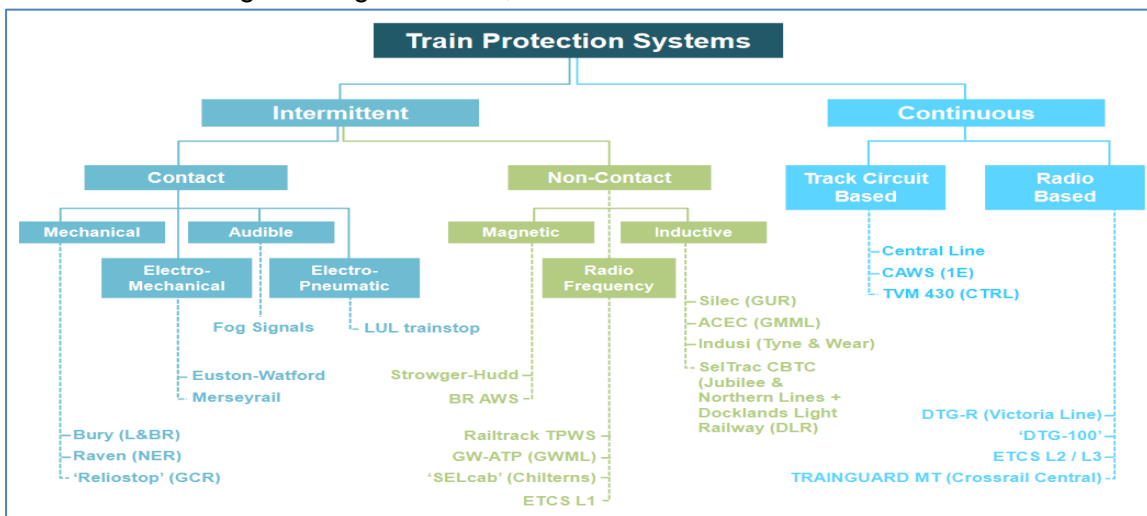 Train Protection Systems
Intermittent
Continuous
Contact
Non-Contact
Track Circuit
Based
Radio
Based
Mechanical
Audible
Magnetic
Inductive
Electro-
Mechanical
Electro-
Pneumatic
Radio
Frequency
Central Line
CAWS (1E)
TVM 430 (CTRL)
Fog Signals
LUL trainstop
Silec (GUR)
ACEC (GMML)
Indusi (Tyne & Wear)
SelTrac CBTC
(Jubilee &
Northern Lines +
Docklands Light
Railway (DLR)
Euston-Watford
Merseyrail
Strowger-Hudd
BR AWS
Bury (L&BR)
Raven (NER)
‘Reliostop’ (GCR)
Railtrack TPWS
GW-ATP (GWML)
‘SELcab’ (Chilterns)
ETCS L1
DTG-R (Victoria Line)
‘DTG-100’
ETCS L2 / L3
TRAINGUARD MT (Crossrail Central)